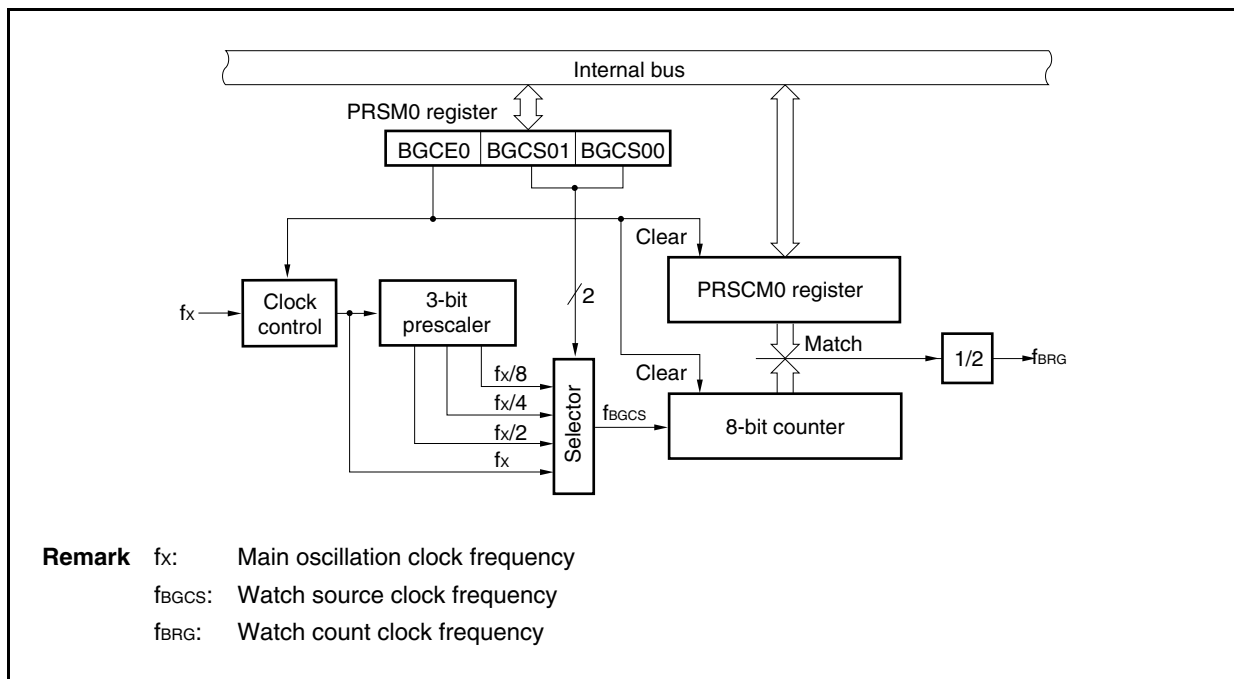 Internal bus
PRSM0 register
BGCE0 BGCS01 BGCS00
Clear
PRSCM0 register
fx
Clock
control
3-bit
prescaler
2
Match
1/2
fBRG
Clear
fx/8
fx/4
fx/2
fx
Selector
fBGCS
8-bit counter
Remark fx: Main oscillation clock frequency
fBGCS: Watch source clock frequency
fBRG: Watch count clock frequency